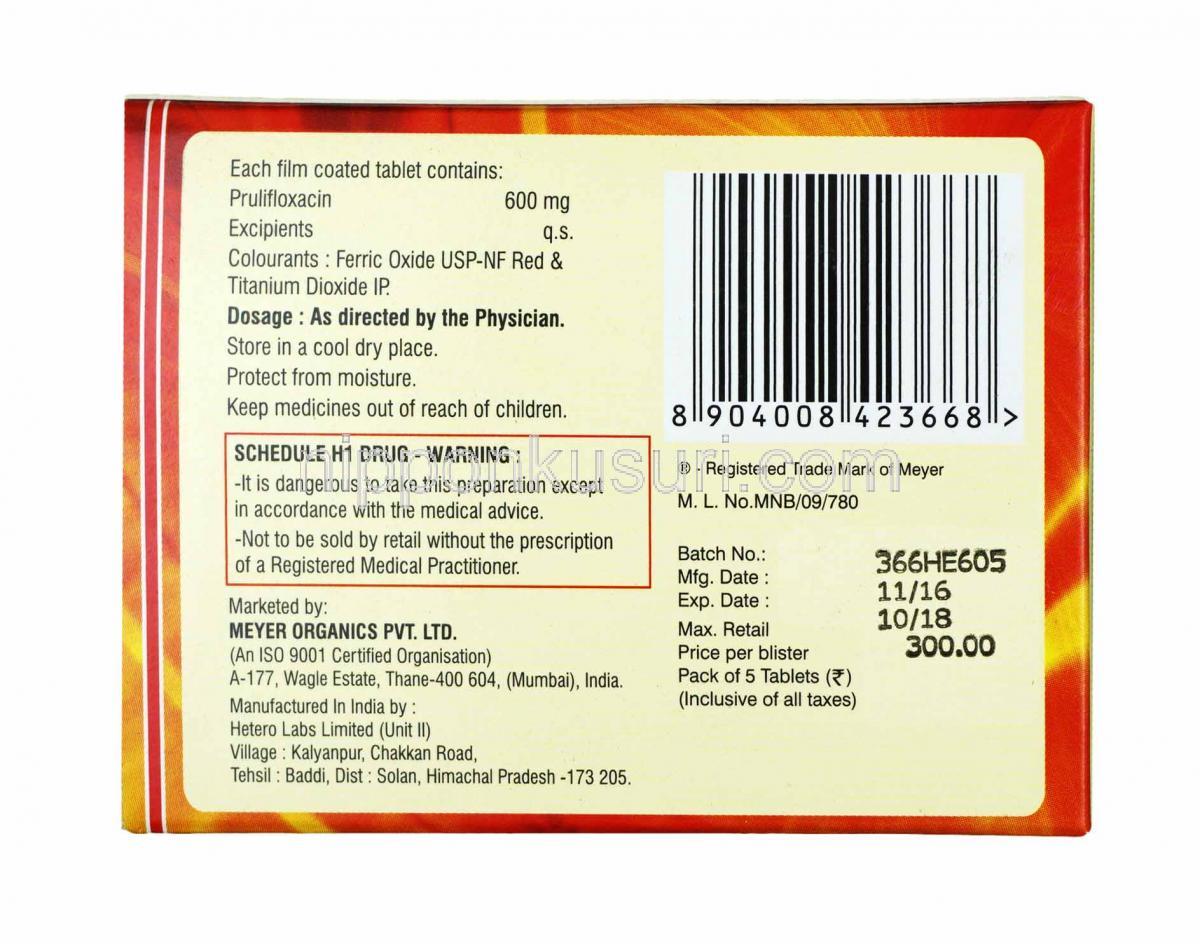 Each film coated tablet contains:
Prulifloxacin 600 mg
Excipients q.s.
Colourants : Ferric Oxide USP-NF Red &
Titanium Dioxide IP.
Dosage : As directed by the Physician.
Store in a cool dry place.
Protect from moisture.
Keep medicines out of reach of children.
SCHEDULE H1 DRUG - WARNING :
-It is dangerous to take this preparation except
in accordance with the medical advice.
-Not to be sold by retail without the prescription
of a Registered Medical Practitioner.
Marketed by:
MEYER ORGANICS PVT. LTD.
(An ISO 9001 Certified Organisation)
A-177, Wagle Estate, Thane-400 604, (Mumbai), India.
Manufactured In India by :
Hetero Labs Limited (Unit II)
Village : Kalyanpur, Chakkan Road,
Tehsil : Baddi, Dist : Solan, Himachal Pradesh -173 205.
8 904008 423668 >
® - Registered Trade Mark of Meyer
M. L. No.MNB/09/780
Batch No.: 366HE605
Mfg. Date : 11/16
Exp. Date : 10/18
Max. Retail 300.00
Price per blister
Pack of 5 Tablets (₹)
(Inclusive of all taxes)
nipponkusuri.com